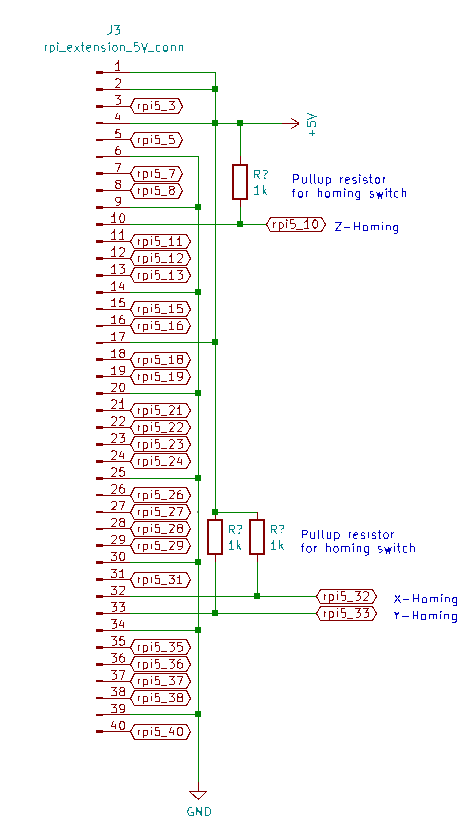 J3
rpi_extension_5V_conn
1
2
3 rpi5_3
4 +5V
5 rpi5_5
6
7 rpi5_7
8 rpi5_8
R?
1k
Pullup resistor
for homing switch
9
10 rpi5_10 Z-Homing
11 rpi5_11
12 rpi5_12
13 rpi5_13
14
15 rpi5_15
16 rpi5_16
17
18 rpi5_18
19 rpi5_19
20
21 rpi5_21
22 rpi5_22
23 rpi5_23
24 rpi5_24
25
26 rpi5_26
27 rpi5_27
28 rpi5_28
29 rpi5_29
R? R?
1k 1k
Pullup resistor
for homing switch
30
31 rpi5_31
32 rpi5_32 X-Homing
33 rpi5_33 Y-Homing
34
35 rpi5_35
36 rpi5_36
37 rpi5_37
38 rpi5_38
39
40 rpi5_40
GND